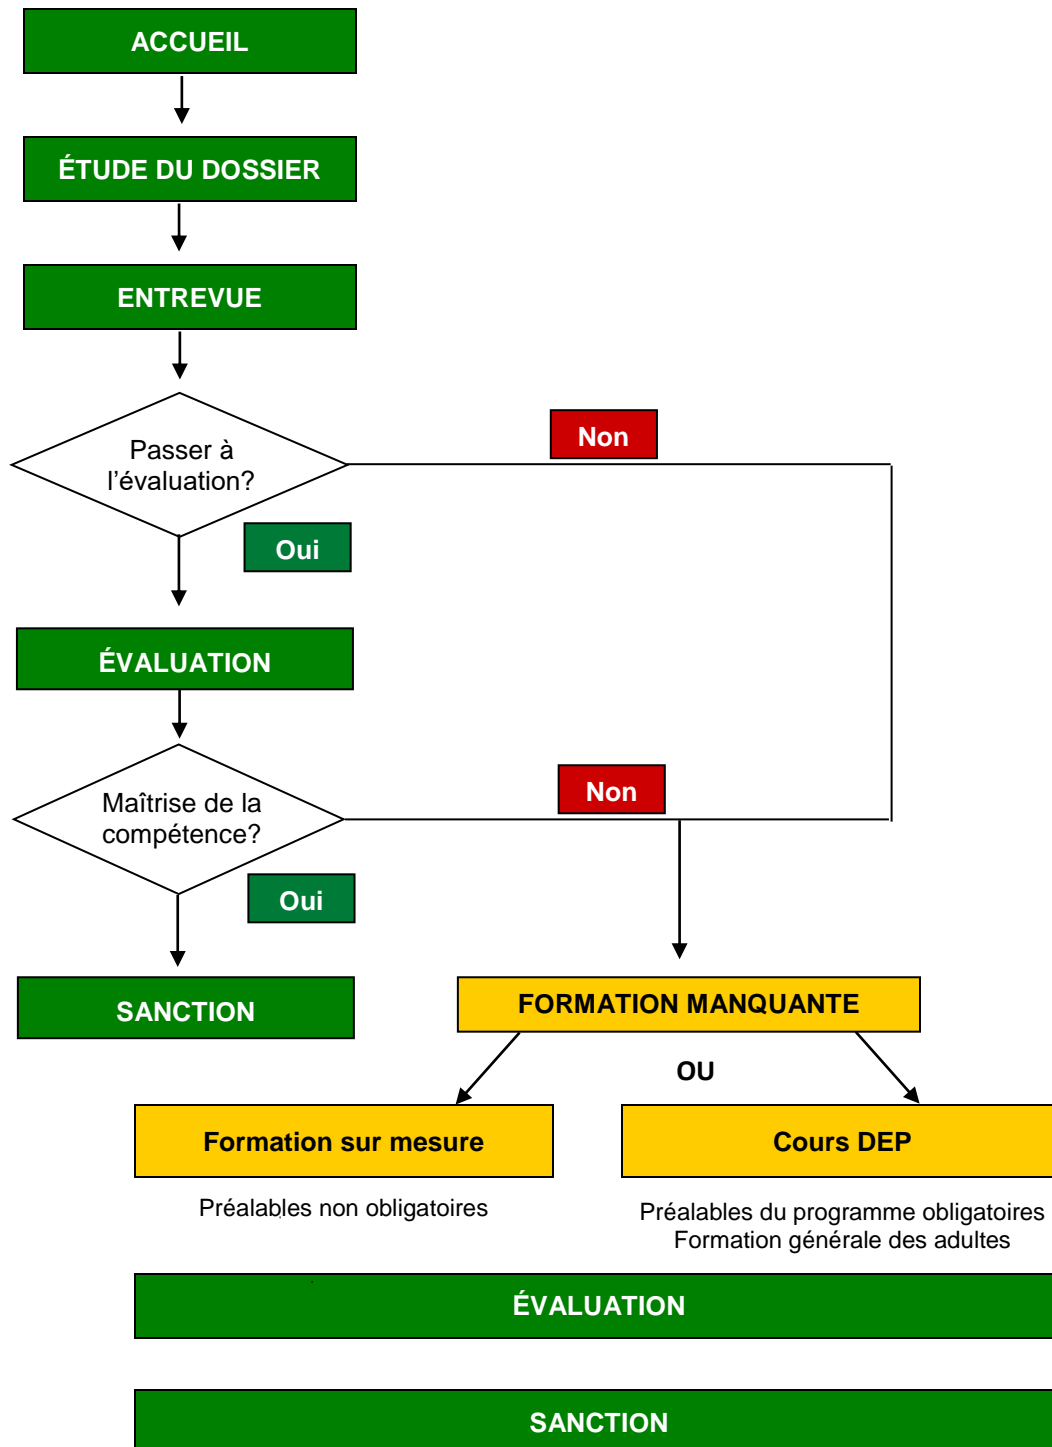 ACCUEIL
ÉTUDE DU DOSSIER
ENTREVUE
Passer à
l’évaluation?
Non
Oui
ÉVALUATION
Maîtrise de la
compétence?
Non
Oui
SANCTION
FORMATION MANQUANTE
OU
Formation sur mesure
Cours DEP
Préalables non obligatoires
Préalables du programme obligatoires
Formation générale des adultes
ÉVALUATION
SANCTION